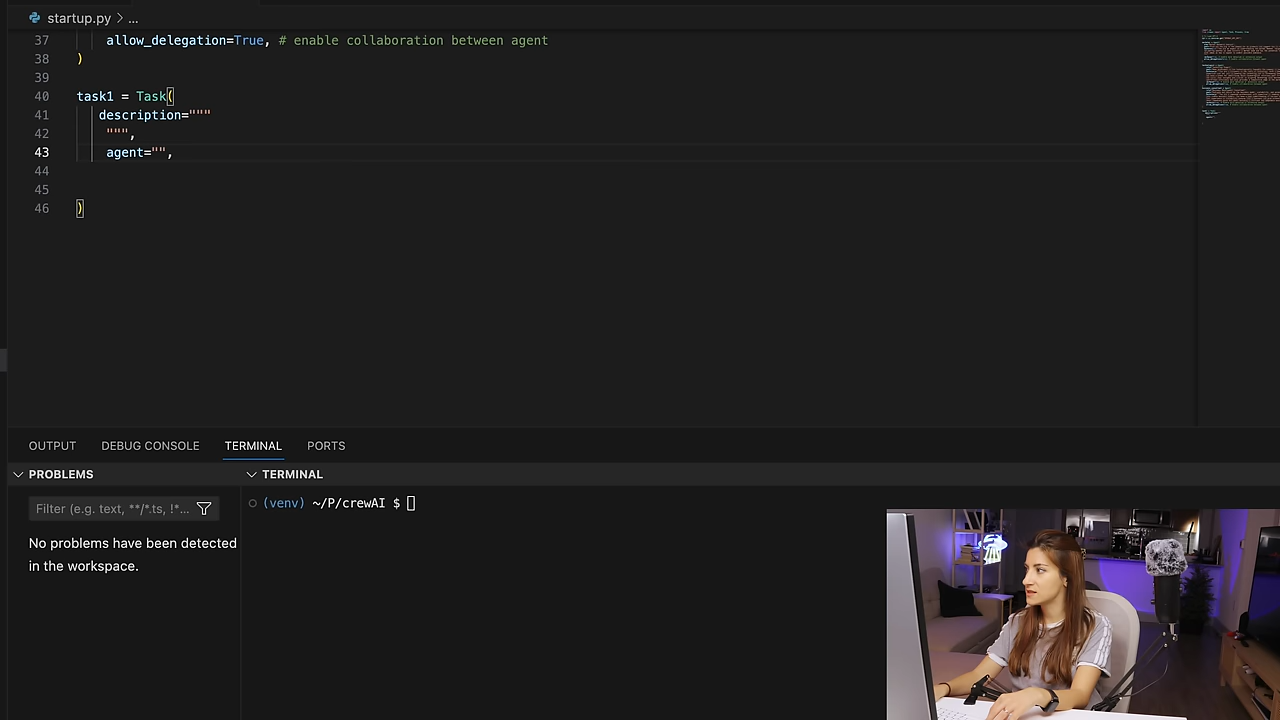 startup.py > ...
37 allow_delegation=True, # enable collaboration between agent
38 )
39
40 task1 = Task(
41 description="""
42 """,
43 agent="",
44
45
46 )
OUTPUT DEBUG CONSOLE TERMINAL PORTS
PROBLEMS
Filter (e.g. text, **/*.ts, !*...
No problems have been detected
in the workspace.
TERMINAL
(venv) ~/P/crewAI $